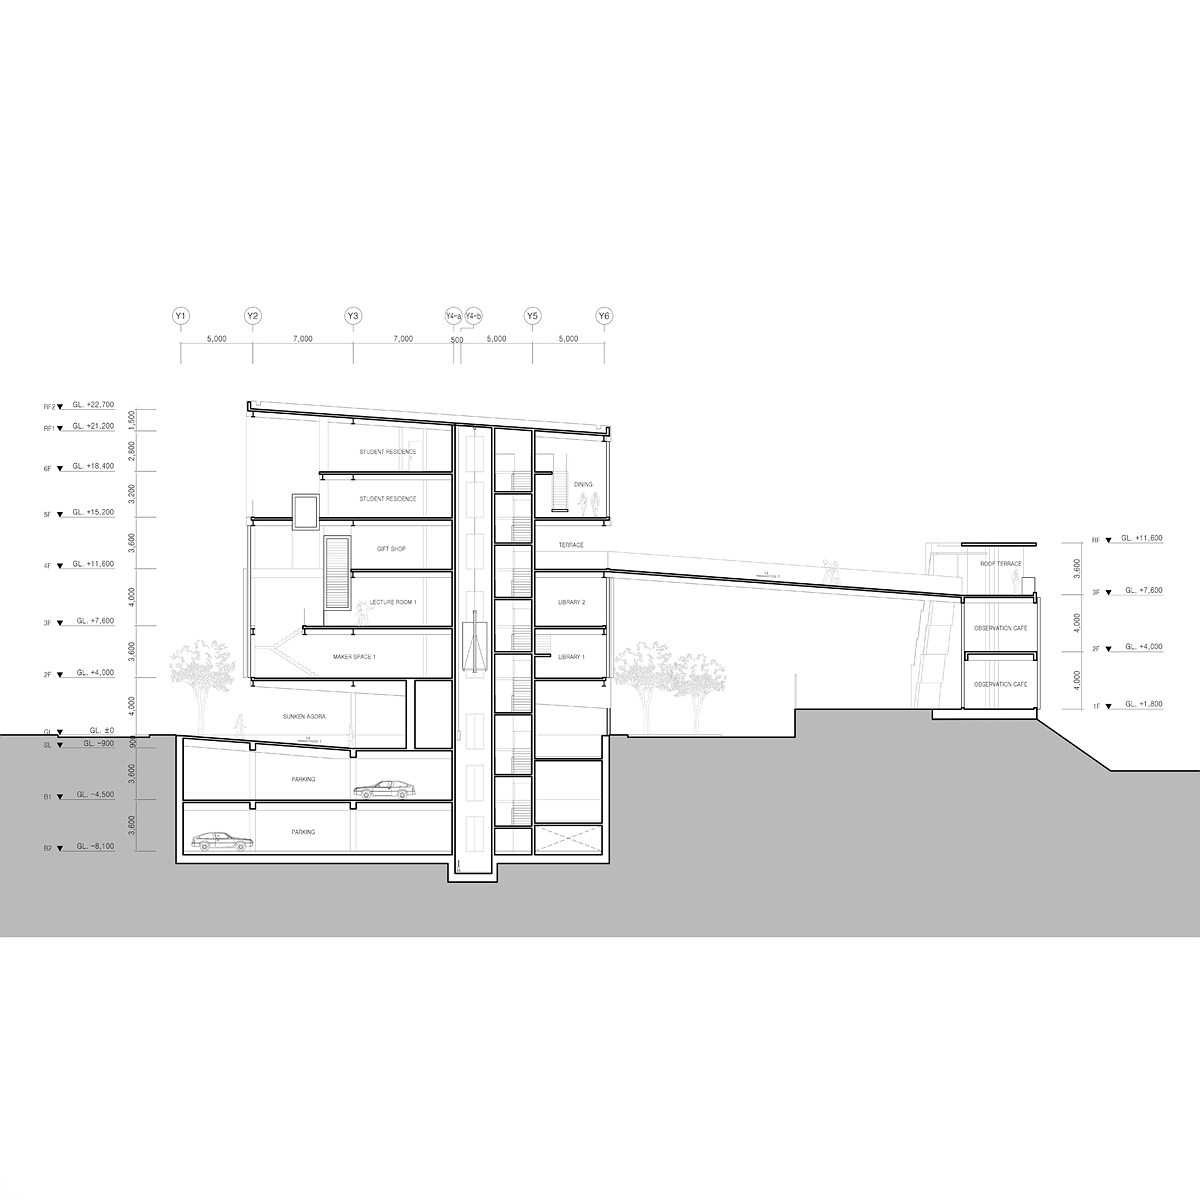 Y1 Y2 Y3 Y4-a Y4-b Y5 Y6
5,000 7,000 7,000 500 5,000 5,000
RF2 GL. +22,700
1,500
RF1 GL. +21,200
2,800
6F GL. +18,400
3,200
5F GL. +15,200
3,600
4F GL. +11,600
4,000
3F GL. +7,600
3,600
2F GL. +4,000
4,000
GL GL. ±0
900
SL GL. -900
3,600
B1 GL. -4,500
3,600
B2 GL. -8,100
STUDENT RESIDENCE
STUDENT RESIDENCE
DINING
GIFT SHOP
TERRACE
LECTURE ROOM 1
LIBRARY 2
MAKER SPACE 1
LIBRARY 1
SUNKEN AGORA
PARKING
PARKING
ROOF TERRACE
OBSERVATION CAFE
OBSERVATION CAFE
RF GL. +11,600
3,600
3F GL. +7,600
4,000
2F GL. +4,000
4,000
1F GL. +1,800